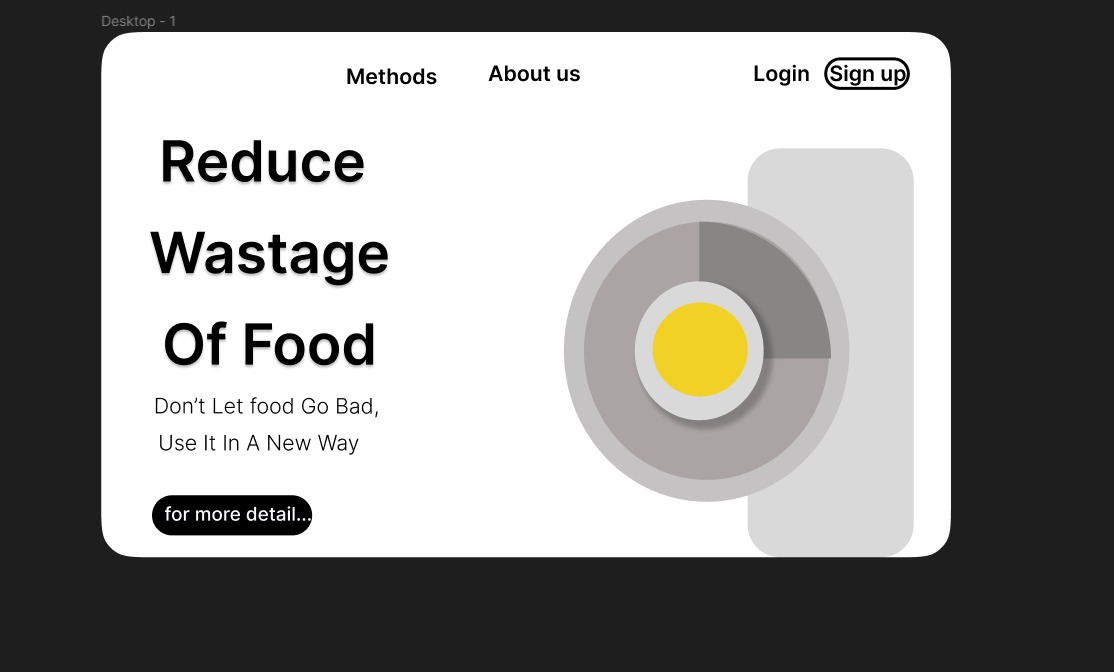 Desktop - 1
Methods About us Login Sign up
Reduce
Wastage
Of Food
Don’t Let food Go Bad,
Use It In A New Way
for more detail...